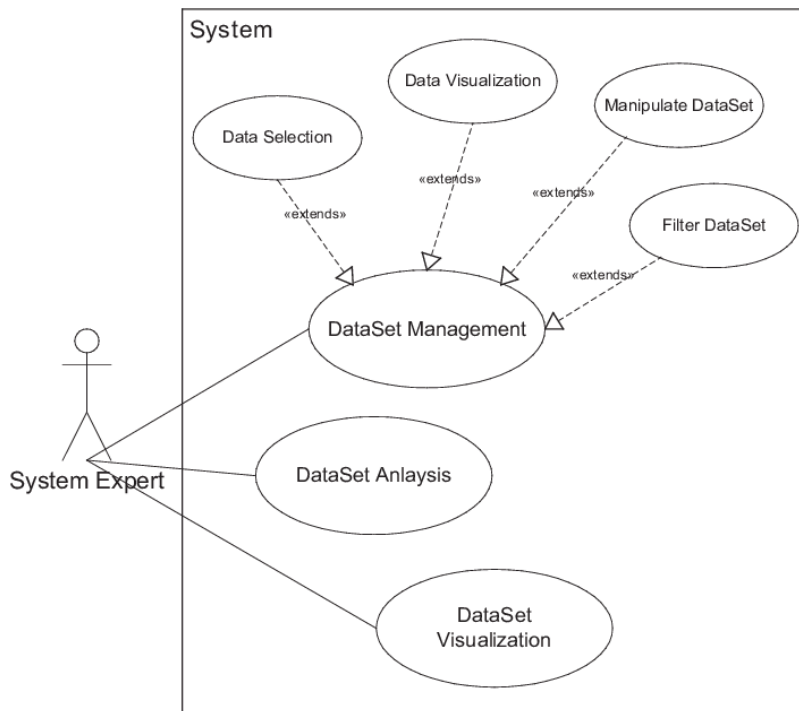 System
Data Visualization
Manipulate DataSet
Data Selection
«extends»
«extends»
«extends»
Filter DataSet
«extends»
DataSet Management
DataSet Anlaysis
System Expert
DataSet
Visualization